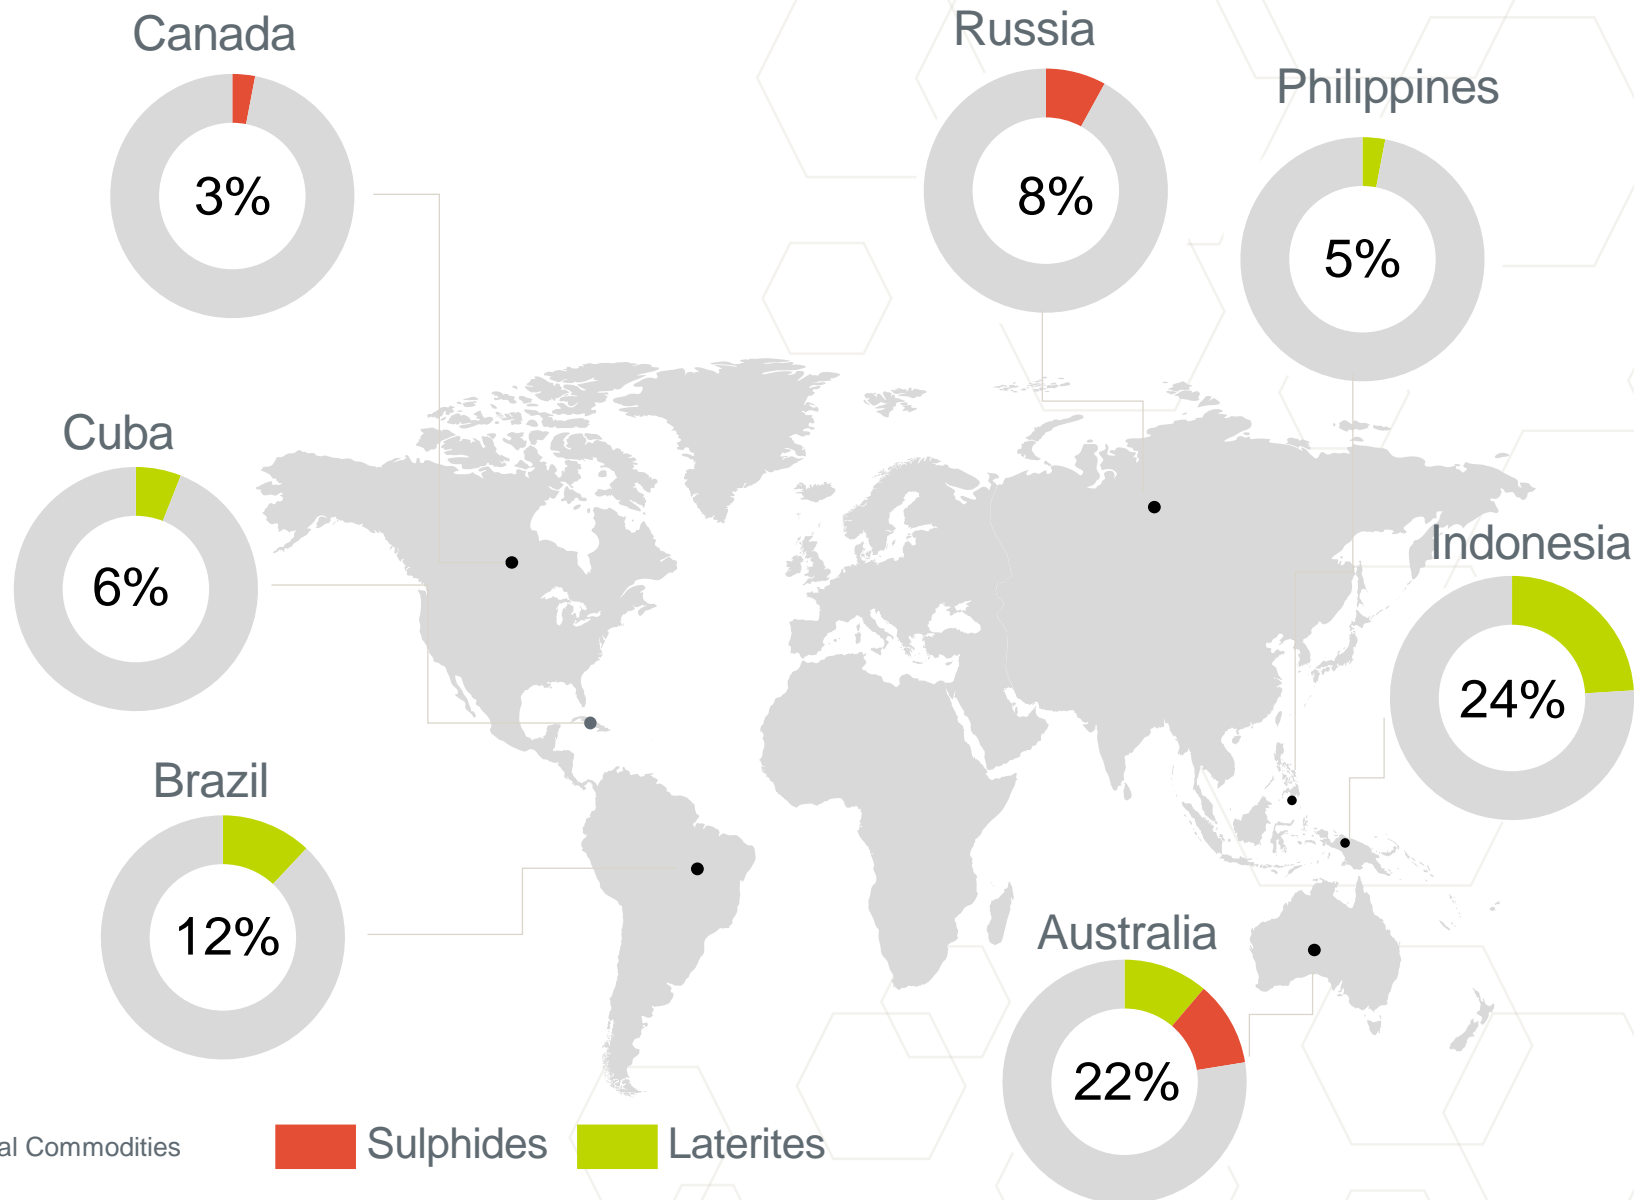 Canada
3%
Russia
8%
Philippines
5%
Cuba
6%
Indonesia
24%
Brazil
12%
Australia
22%
Commodities
Sulphides
Laterites